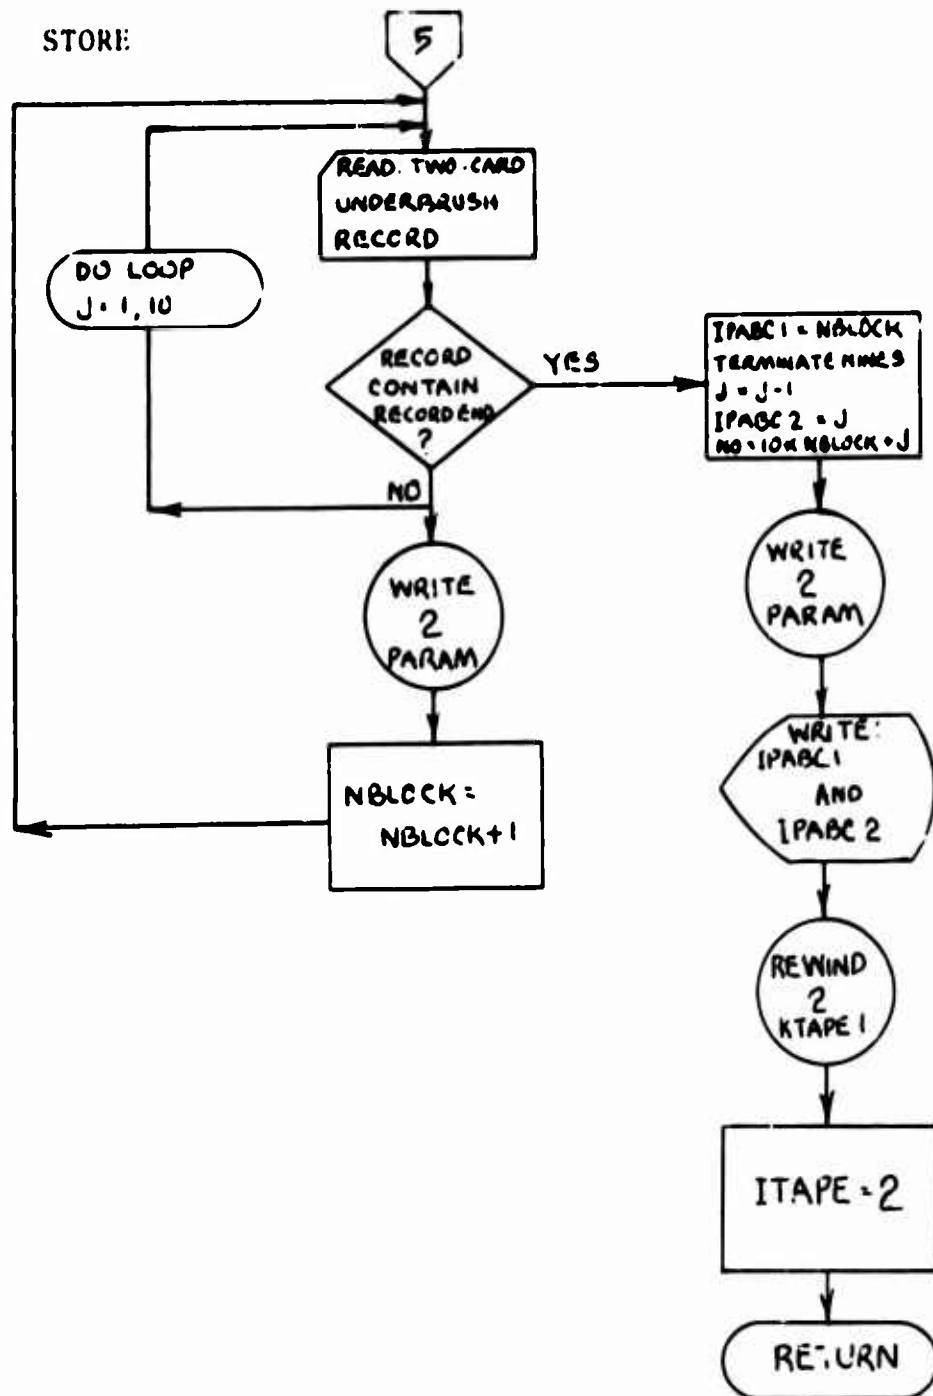 STORE
5
READ TWO-CARD
UNDERBRUSH
RECORD
DO LOOP
J = 1, 10
RECORD
CONTAIN
RECORD END
?
YES
NO
WRITE
2
PARAM
NBLOCK =
NBLOCK+1
IPABC1 = NBLOCK
TERMINATE NINES
J = J-1
IPABC2 = J
NO = 10* NBLOCK + J
WRITE
2
PARAM
WRITE:
IPABC1
AND
IPABC2
REWIND
2
KTAPE1
ITAPE = 2
RETURN